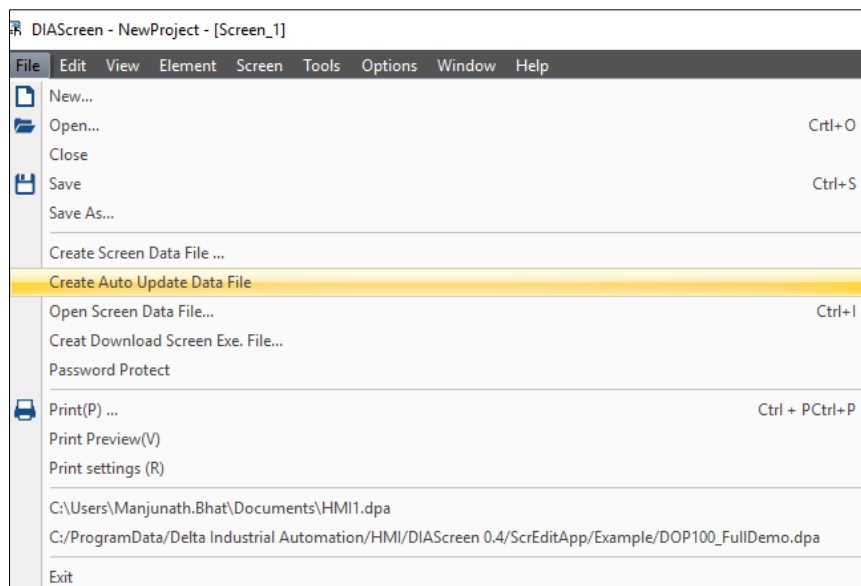 DIAScreen - NewProject - [Screen_1]
File Edit View Element Screen Tools Options Window Help
New...
Open... Crtl+O
Close
Save Ctrl+S
Save As...
Create Screen Data File ...
Create Auto Update Data File
Open Screen Data File... Ctrl+I
Creat Download Screen Exe. File...
Password Protect
Print(P) ... Ctrl + PCtrl+P
Print Preview(V)
Print settings (R)
C:\Users\Manjunath.Bhat\Documents\HMI1.dpa
C:/ProgramData/Delta Industrial Automation/HMI/DIAScreen 0.4/ScrEditApp/Example/DOP100_FullDemo.dpa
Exit